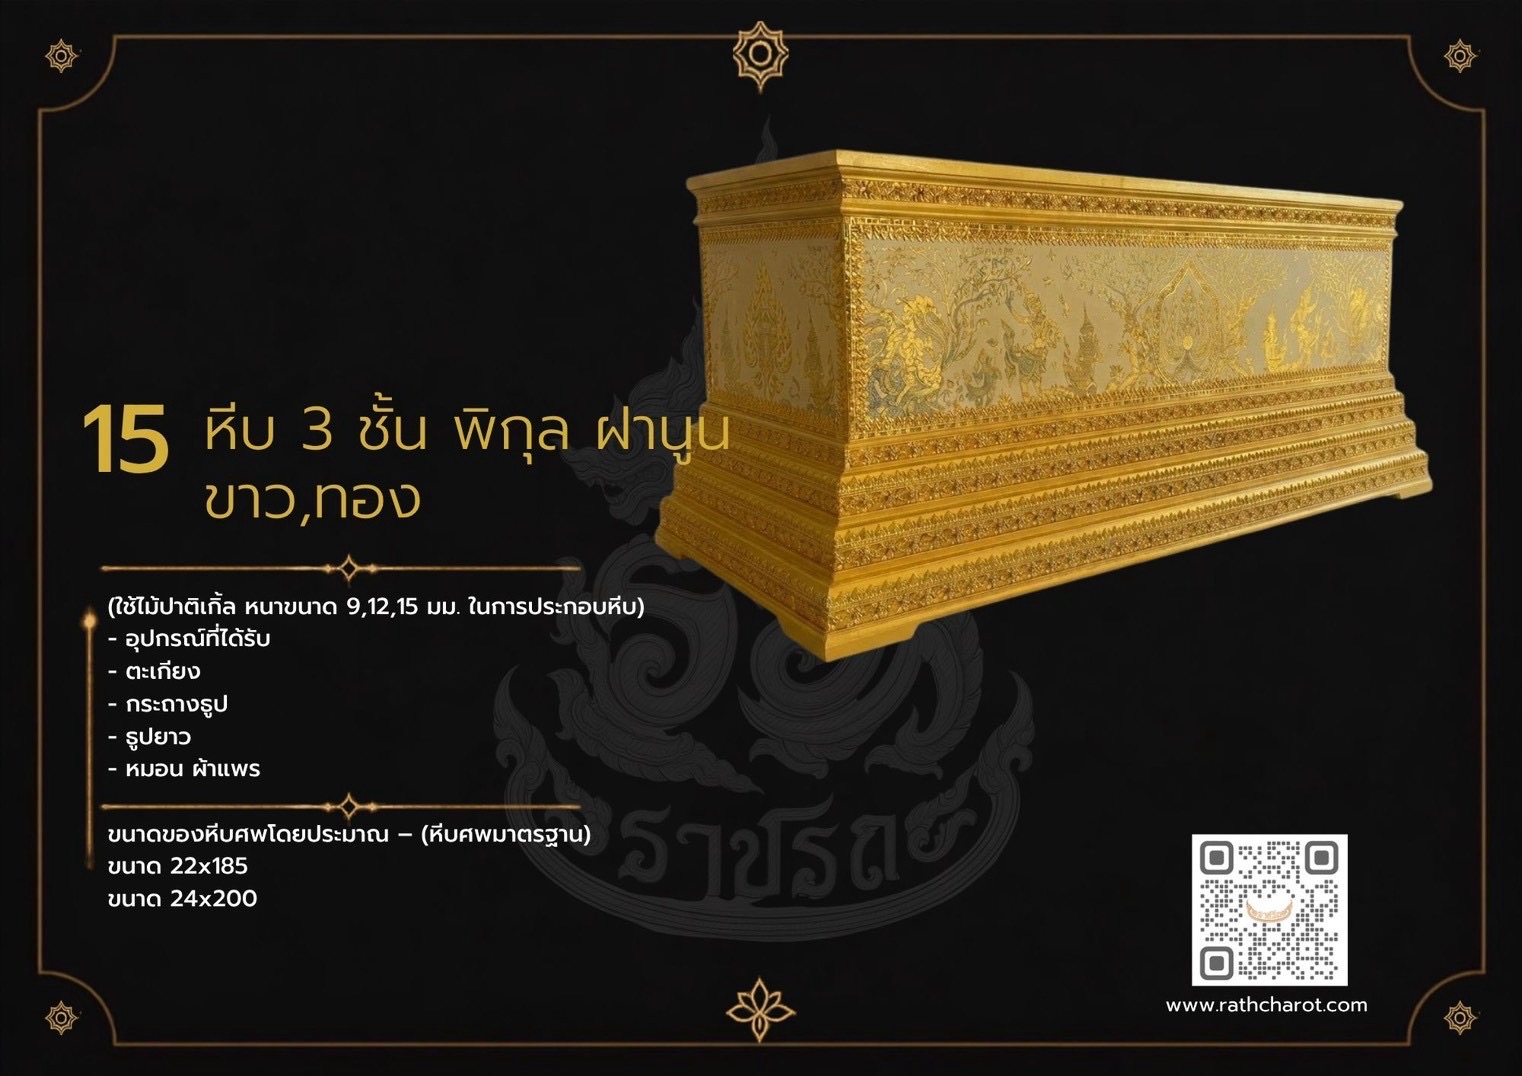 15 หีบ 3 ชั้น พิกุล ฝานูน
ขาว,ทอง
(ใช้ไม้ปาติเกิ้ล หนาขนาด 9,12,15 มม. ในการประกอบหีบ)
- อุปกรณ์ที่ได้รับ
- ตะเกียง
- กระถางธูป
- ธูปยาว
- หมอน ผ้าแพร
ขนาดของหีบศพโดยประมาณ – (หีบศพมาตรฐาน)
ขนาด 22x185
ขนาด 24x200
ราชรถ
www.rathcharot.com